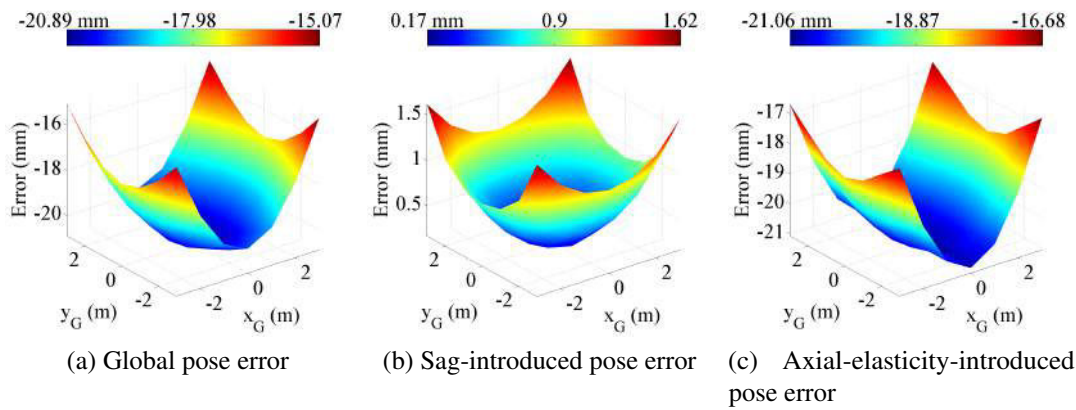 -20.89 mm -17.98 -15.07
0.17 mm 0.9 1.62
-21.06 mm -18.87 -16.68
Error (mm)
-16
-18
-20
2
0
-2
y_G (m)
-2
0
2
x_G (m)
Error (mm)
1.5
1
0.5
2
0
-2
y_G (m)
-2
0
2
x_G (m)
Error (mm)
-17
-18
-19
-20
-21
2
0
-2
y_G (m)
-2
0
2
x_G (m)
(a) Global pose error
(b) Sag-introduced pose error
(c) Axial-elasticity-introduced
pose error